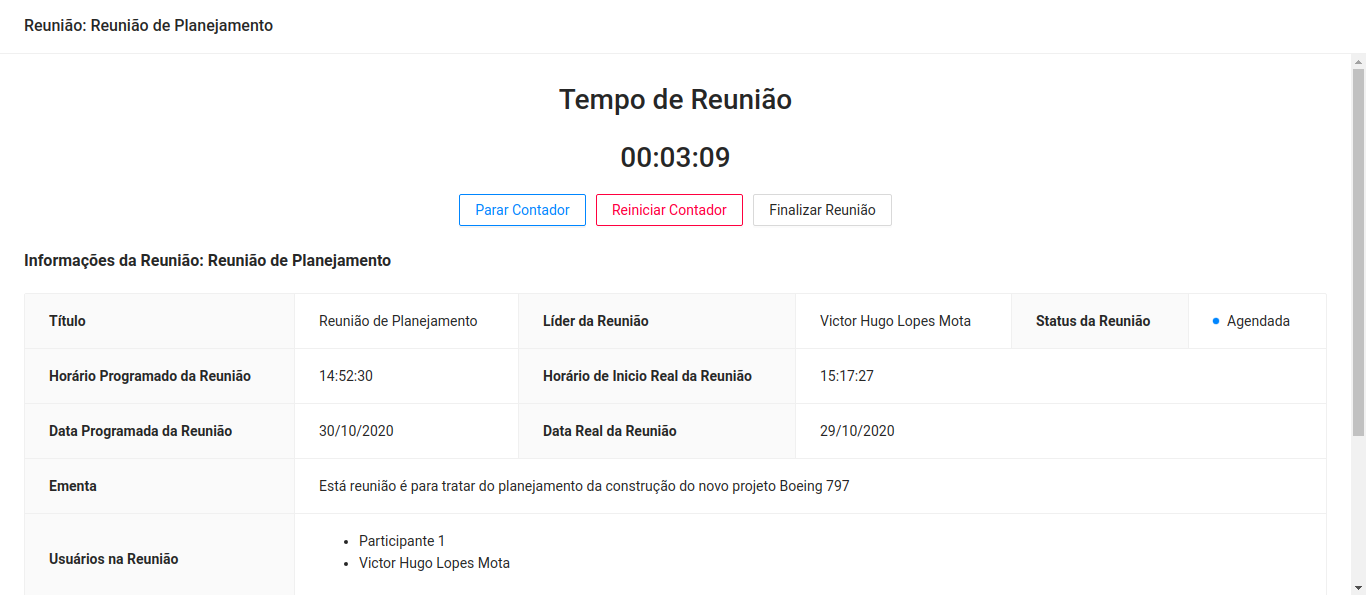 Reunião: Reunião de Planejamento
Tempo de Reunião
00:03:09
Parar Contador Reiniciar Contador Finalizar Reunião
Informações da Reunião: Reunião de Planejamento
Título Reunião de Planejamento Líder da Reunião Victor Hugo Lopes Mota Status da Reunião Agendada
Horário Programado da Reunião 14:52:30 Horário de Inicio Real da Reunião 15:17:27
Data Programada da Reunião 30/10/2020 Data Real da Reunião 29/10/2020
Ementa Está reunião é para tratar do planejamento da construção do novo projeto Boeing 797
Usuários na Reunião
Participante 1
Victor Hugo Lopes Mota